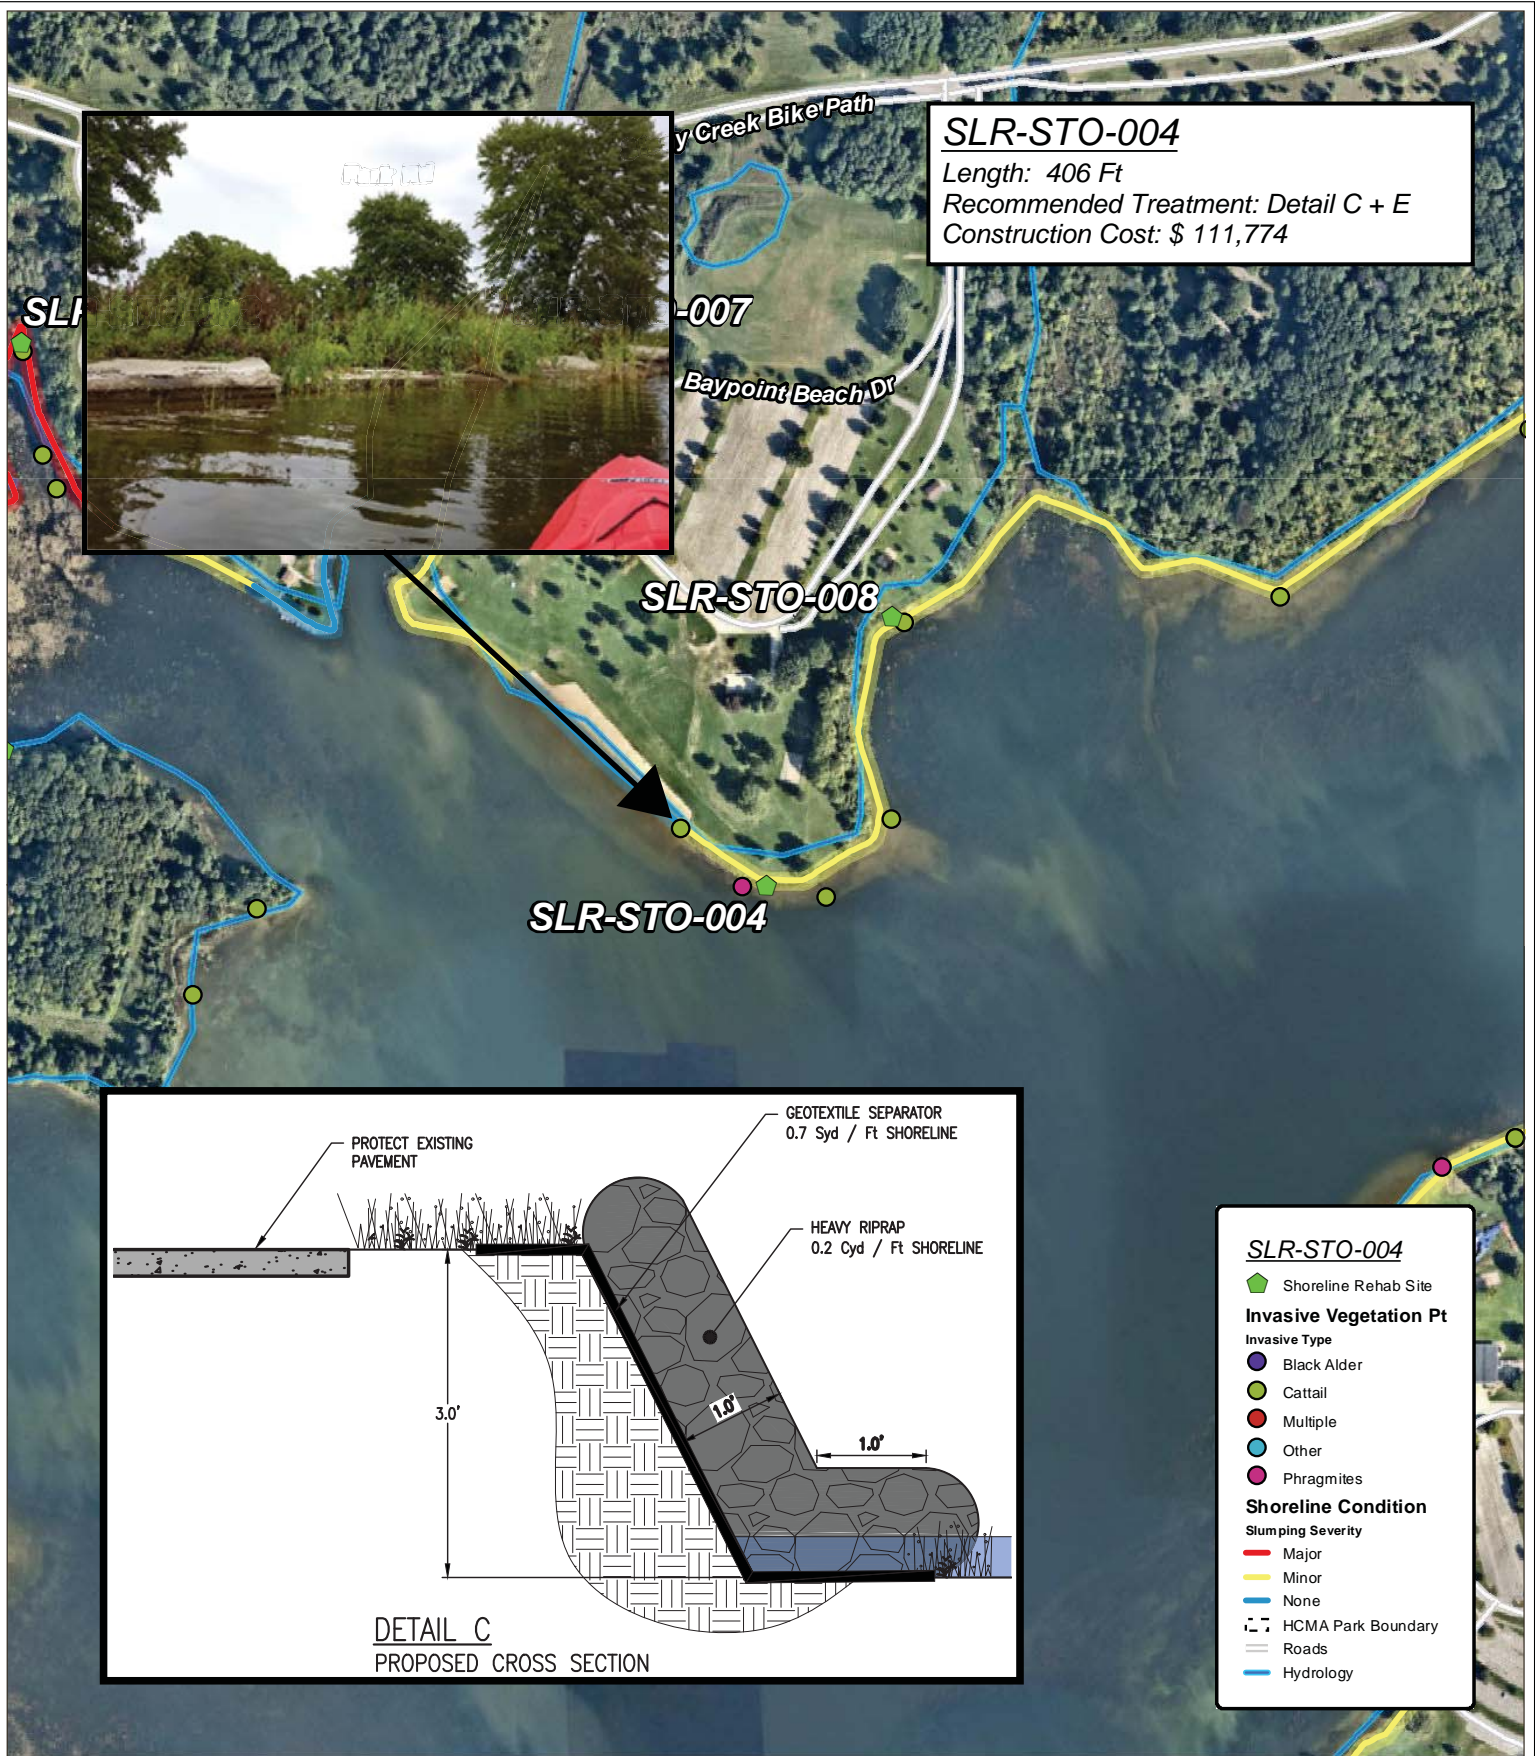 y Creek Bike Path
SLR-STO-004
Length: 406 Ft
Recommended Treatment: Detail C + E
Construction Cost: $ 111,774
-007
Baypoint Beach Dr
SLR-STO-008
SLR-STO-004
PROTECT EXISTING
PAVEMENT
GEOTEXTILE SEPARATOR
0.7 Syd / Ft SHORELINE
HEAVY RIPRAP
0.2 Cyd / Ft SHORELINE
3.0'
1.0'
1.0'
DETAIL C
PROPOSED CROSS SECTION
SLR-STO-004
Shoreline Rehab Site
Invasive Vegetation Pt
Invasive Type
Black Alder
Cattail
Multiple
Other
Phragmites
Shoreline Condition
Slumping Severity
Major
Minor
None
HCMA Park Boundary
Roads
Hydrology